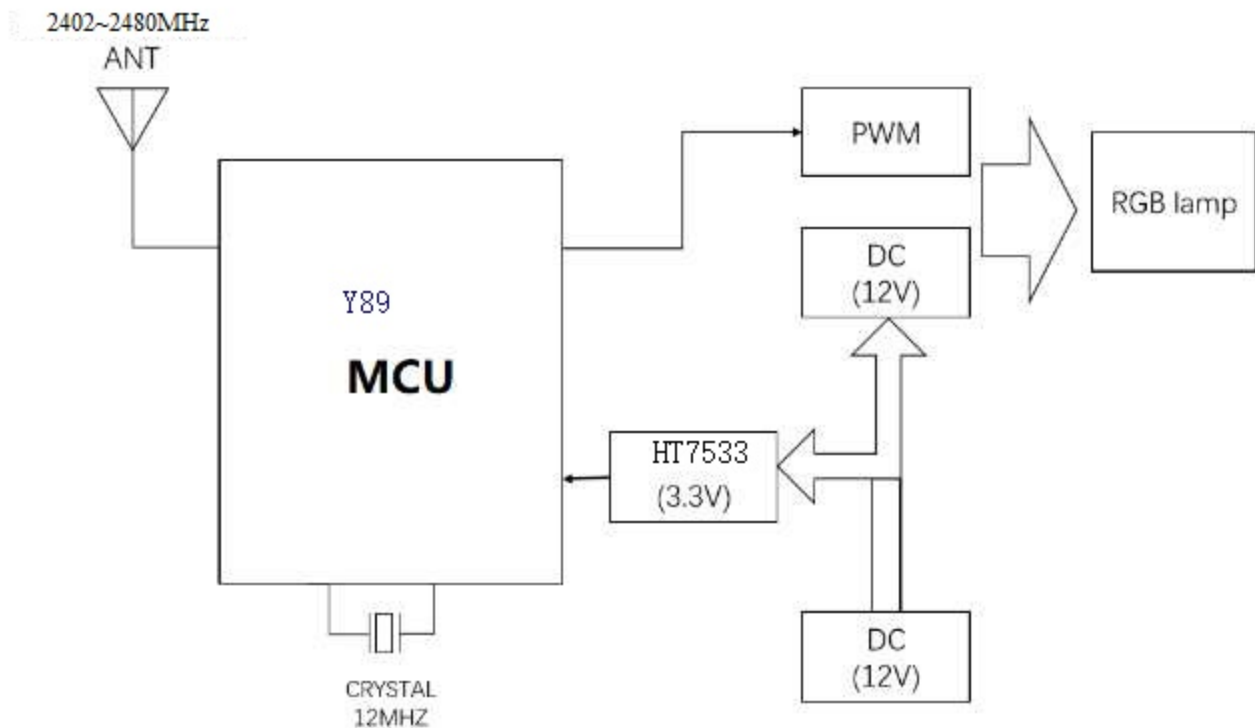 2402~2480MHz
ANT
PWM
RGB lamp
DC
(12V)
Y89
MCU
HT7533
(3.3V)
DC
(12V)
CRYSTAL
12MHZ